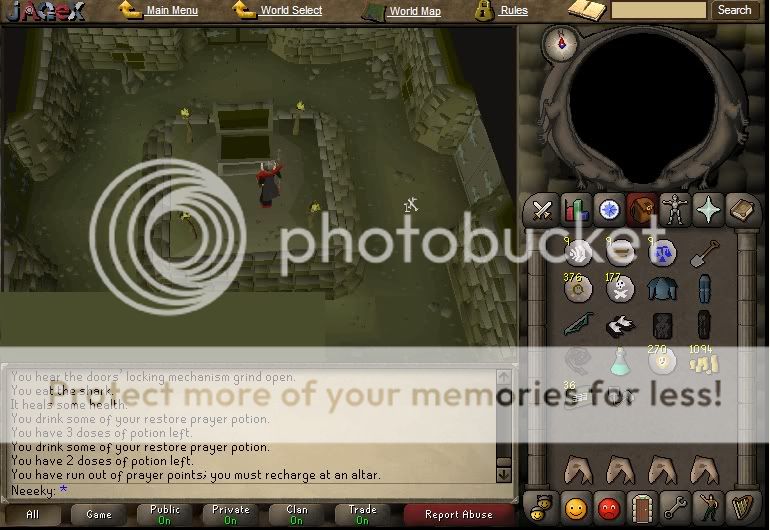 JAGEX Main Menu World Select World Map Rules Search
photobucket
9 9 9
376 177
270 1094
36
Protect more of your memories for less!
You hear the doors' locking mechanism grind open.
You eat the shark.
It heals some health.
You drink some of your restore prayer potion.
You have 3 doses of potion left.
You drink some of your restore prayer potion.
You have 2 doses of potion left.
You have run out of prayer points; you must recharge at an altar.
Neeeky: *
All Game Public On Private On Clan On Trade On Report Abuse